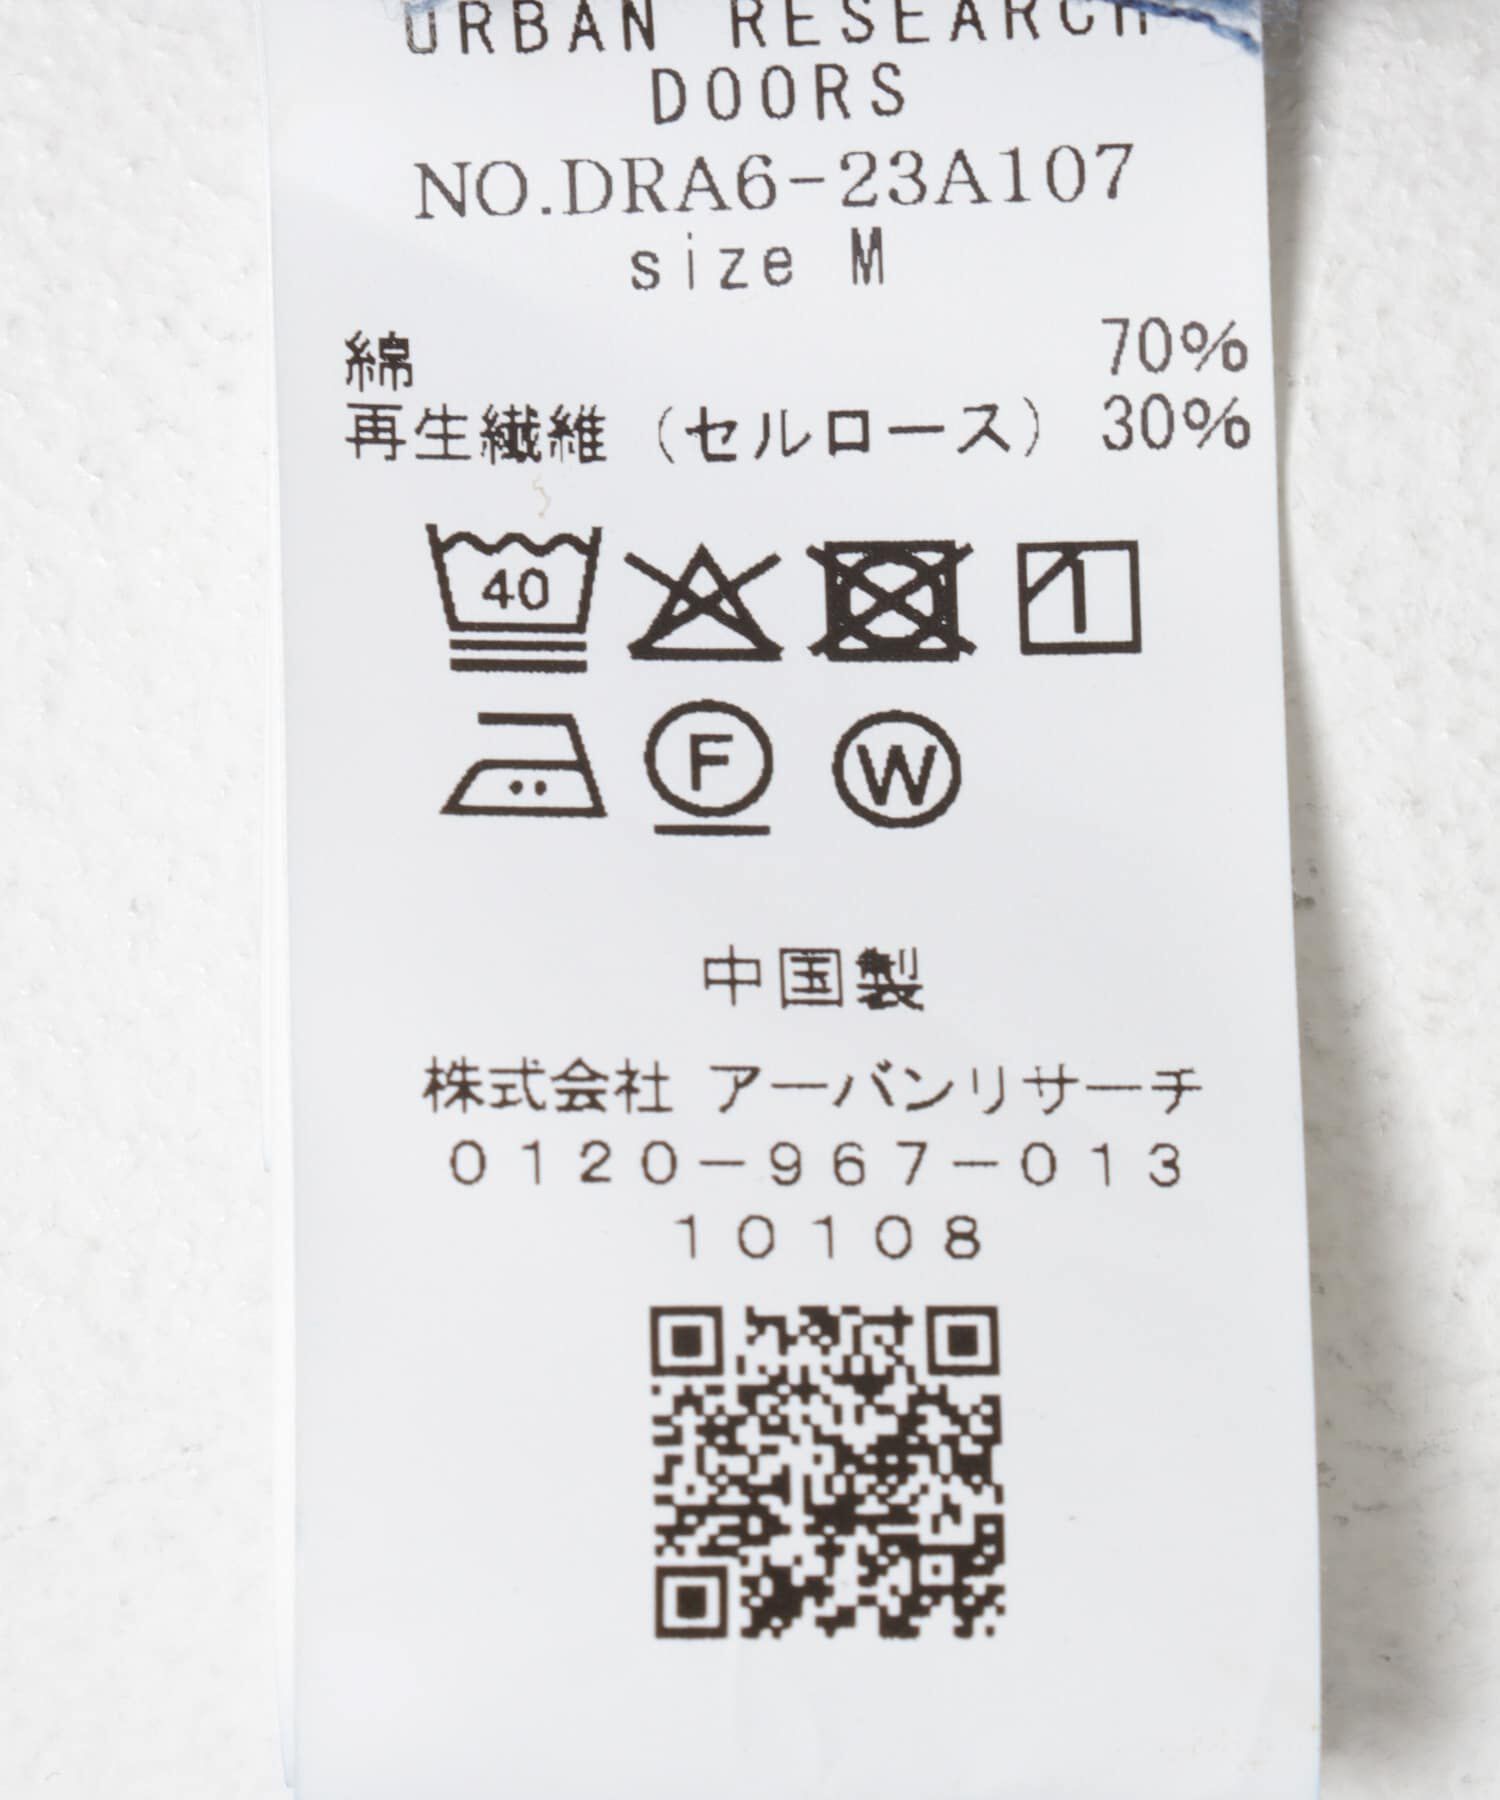 URBAN RESEARCH
DOORS
NO.DRA6-23A107
size M
綿 70%
再生繊維（セルロース） 30%
40
F
W
中国製
株式会社 アーバンリサーチ
0120-967-013
10108